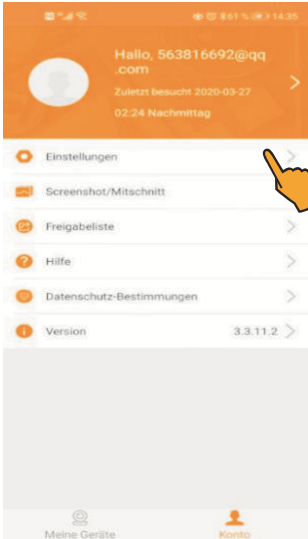 61 % 14:35
Hallo, 563816692@qq
.com
Zuletzt besucht 2020-03-27
02:24 Nachmittag
Einstellungen
Screenshot/Mitschnitt
Freigabeliste
Hilfe
Datenschutz-Bestimmungen
Version 3.3.11.2
Meine Geräte Konto